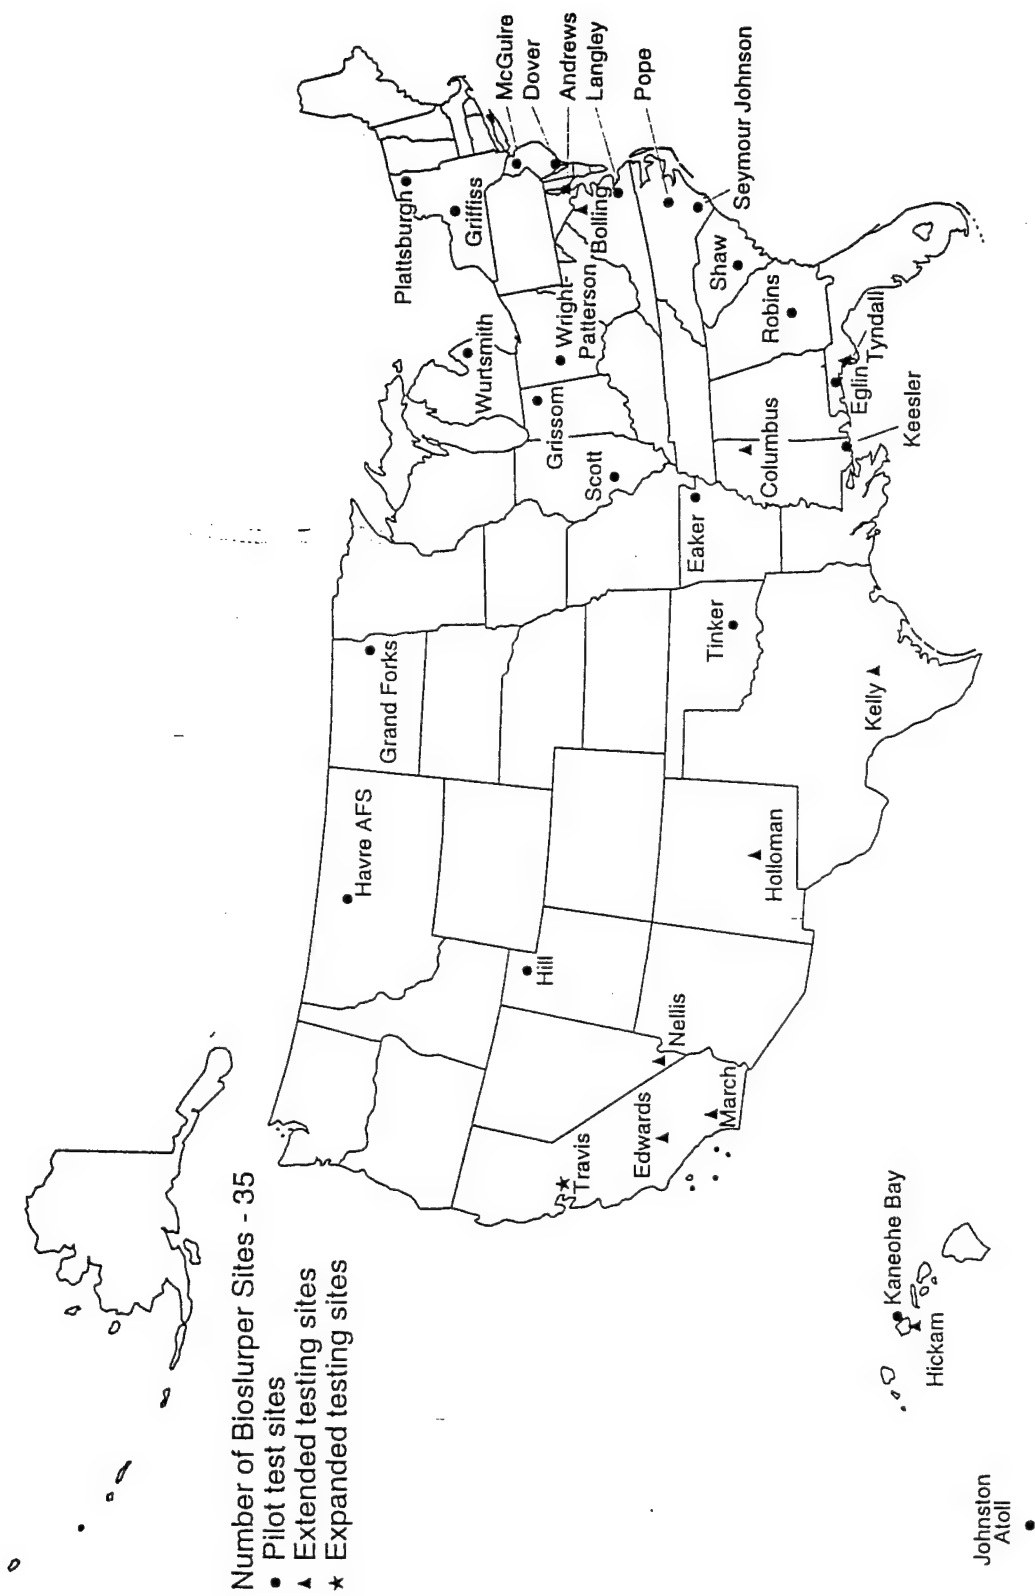 Number of Bioslurper Sites - 35
● Pilot test sites
▲ Extended testing sites
★ Expanded testing sites
Havre AFS
Grand Forks
Plattsburgh
Griffiss
Wurtsmith
McGuire
Dover
Andrews
Langley
Pope
Seymour Johnson
Bolling
Wright-
Patterson
Grissom
Scott
Hill
Travis
Edwards
Nellis
March
Holloman
Tinker
Eaker
Kelly
Columbus
Shaw
Robins
Eglin
Tyndall
Keesler
Kaneohe Bay
Hickam
Johnston
Atoll